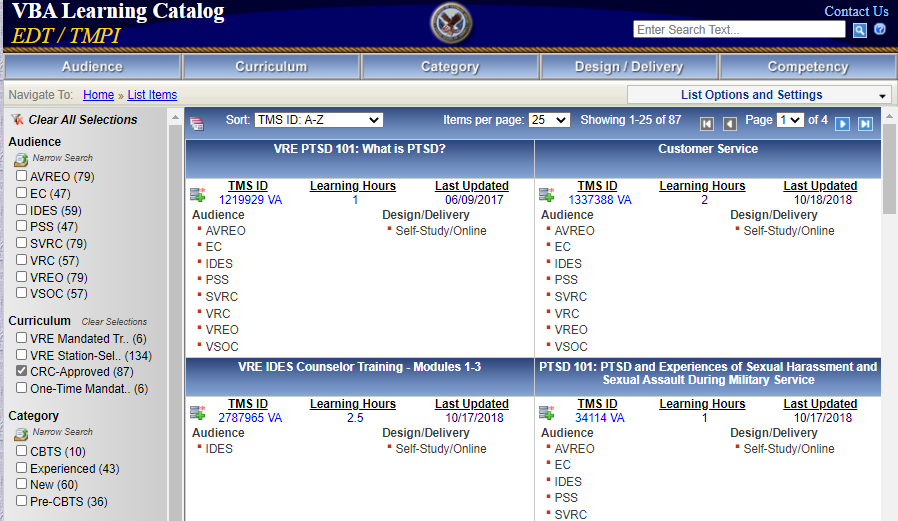 VBA Learning Catalog
Contact Us
EDT / TMPI
Enter Search Text...
Audience Curriculum Category Design / Delivery Competency
Navigate To: Home » List Items
List Options and Settings
Clear All Selections
Audience
Narrow Search
AVREO (79)
EC (47)
IDES (59)
PSS (47)
SVRC (79)
VRC (57)
VREO (79)
VSOC (57)
Curriculum Clear Selections
VRE Mandated Tr.. (6)
VRE Station-Sel.. (134)
CRC-Approved (87)
One-Time Mandat.. (6)
Category
Narrow Search
CBTS (10)
Experienced (43)
New (60)
Pre-CBTS (36)
Sort: TMS ID: A-Z Items per page: 25 Showing 1-25 of 87 Page 1 of 4
VRE PTSD 101: What is PTSD?
TMS ID Learning Hours Last Updated
1219929 VA 1 06/09/2017
Audience Design/Delivery
AVREO Self-Study/Online
EC
IDES
PSS
SVRC
VRC
VREO
VSOC
Customer Service
TMS ID Learning Hours Last Updated
1337388 VA 2 10/18/2018
Audience Design/Delivery
AVREO Self-Study/Online
EC
IDES
PSS
SVRC
VRC
VREO
VSOC
VRE IDES Counselor Training - Modules 1-3
TMS ID Learning Hours Last Updated
2787965 VA 2.5 10/17/2018
Audience Design/Delivery
IDES Self-Study/Online
PTSD 101: PTSD and Experiences of Sexual Harassment and
Sexual Assault During Military Service
TMS ID Learning Hours Last Updated
34114 VA 1 10/17/2018
Audience Design/Delivery
AVREO Self-Study/Online
EC
IDES
PSS
SVRC